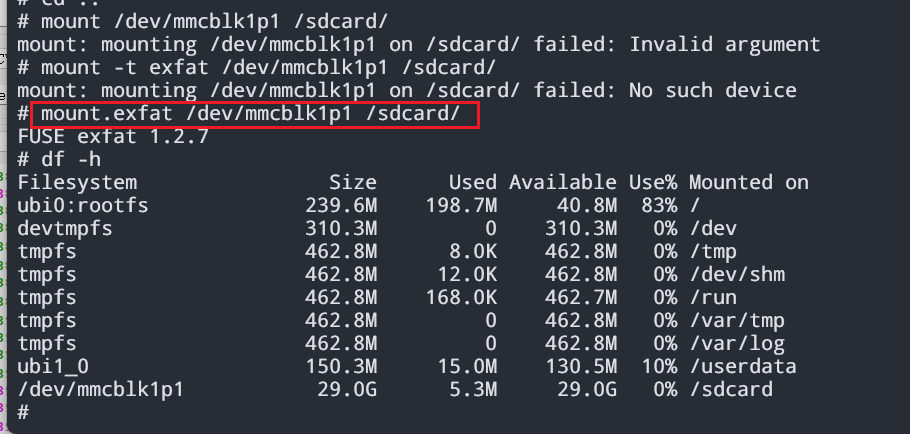 # cd ..
# mount /dev/mmcblk1p1 /sdcard/
mount: mounting /dev/mmcblk1p1 on /sdcard/ failed: Invalid argument
# mount -t exfat /dev/mmcblk1p1 /sdcard/
mount: mounting /dev/mmcblk1p1 on /sdcard/ failed: No such device
# mount.exfat /dev/mmcblk1p1 /sdcard/
FUSE exfat 1.2.7
# df -h
Filesystem Size Used Available Use% Mounted on
ubi0:rootfs 239.6M 198.7M 40.8M 83% /
devtmpfs 310.3M 0 310.3M 0% /dev
tmpfs 462.8M 8.0K 462.8M 0% /tmp
tmpfs 462.8M 12.0K 462.8M 0% /dev/shm
tmpfs 462.8M 168.0K 462.7M 0% /run
tmpfs 462.8M 0 462.8M 0% /var/tmp
tmpfs 462.8M 0 462.8M 0% /var/log
ubi1_0 150.3M 15.0M 130.5M 10% /userdata
/dev/mmcblk1p1 29.0G 5.3M 29.0G 0% /sdcard
#